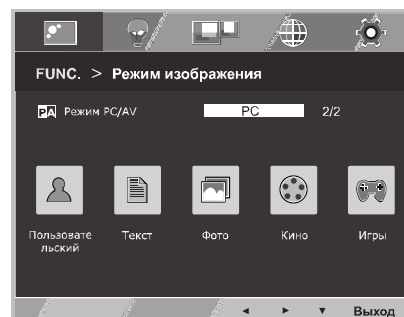 FUNC. > Режим изображения
PA Режим PC/AV PC 2/2
Пользовате
льский
Текст
Фото
Кино
Игры
Выход